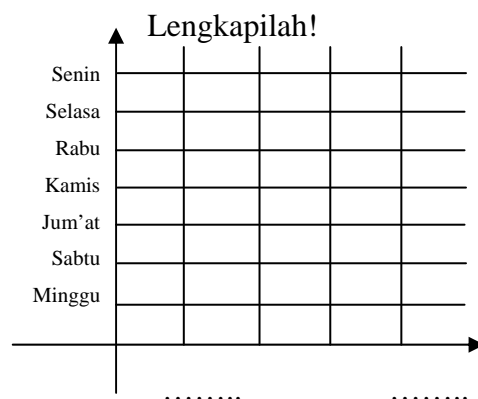 Lengkapilah!
Senin
Selasa
Rabu
Kamis
Jum'at
Sabtu
Minggu
........ ........